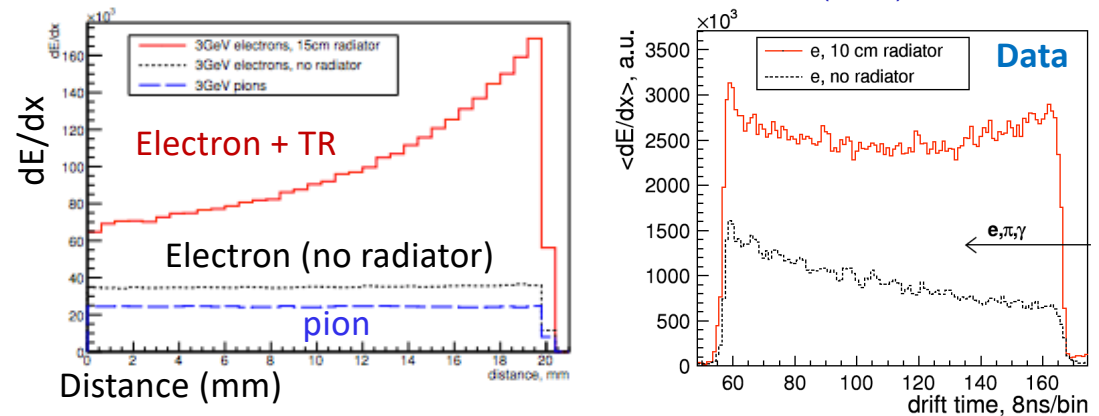 ×10³
dE/dx
160
140
120
100
80
60
40
20
0
3GeV electrons, 15cm radiator
3GeV electrons, no radiator
3GeV pions
dE/dx
Electron + TR
Electron (no radiator)
pion
0 2 4 6 8 10 12 14 16 18 20
distance, mm
Distance (mm)
×10³
<dE/dx>, a.u.
3500
3000
2500
2000
1500
1000
500
0
e, 10 cm radiator
e, no radiator
Data
e,π,γ
60 80 100 120 140 160
drift time, 8ns/bin